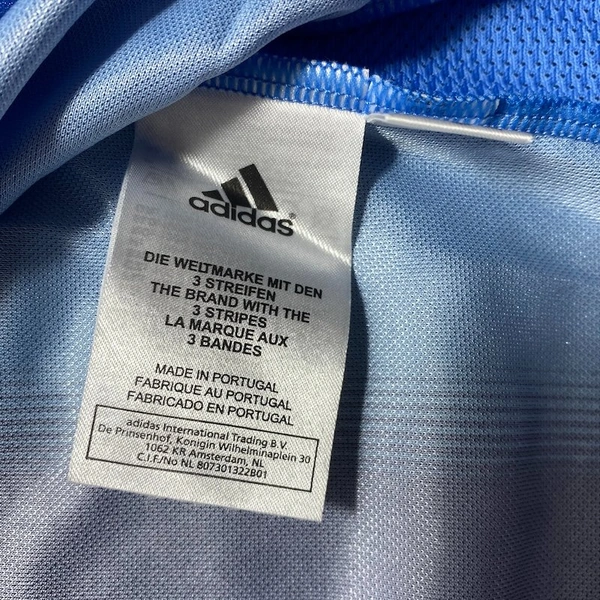 adidas®
DIE WELTMARKE MIT DEN
3 STREIFEN
THE BRAND WITH THE
3 STRIPES
LA MARQUE AUX
3 BANDES
MADE IN PORTUGAL
FABRIQUE AU PORTUGAL
FABRICADO EN PORTUGAL
adidas International Trading B.V.
De Prinsenhof, Konigin Wilhelminaplein 30
1062 KR Amsterdam, NL
C.I.F./No NL 807301322B01